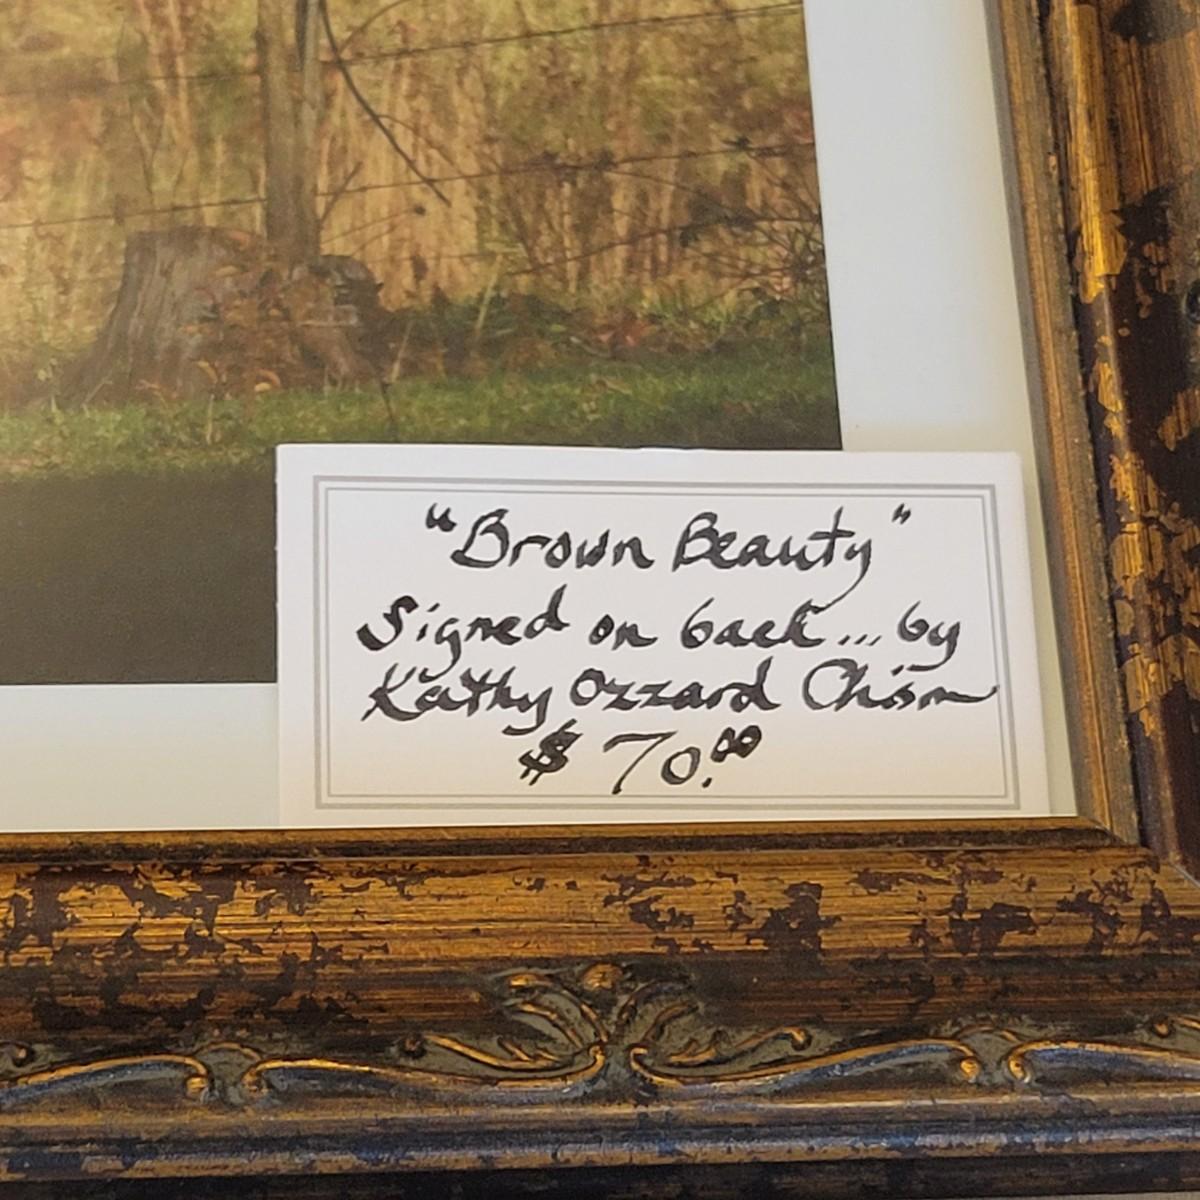 "Brown Beauty"
Signed on back... by
Kathy Ozzard Chism
$ 70.00